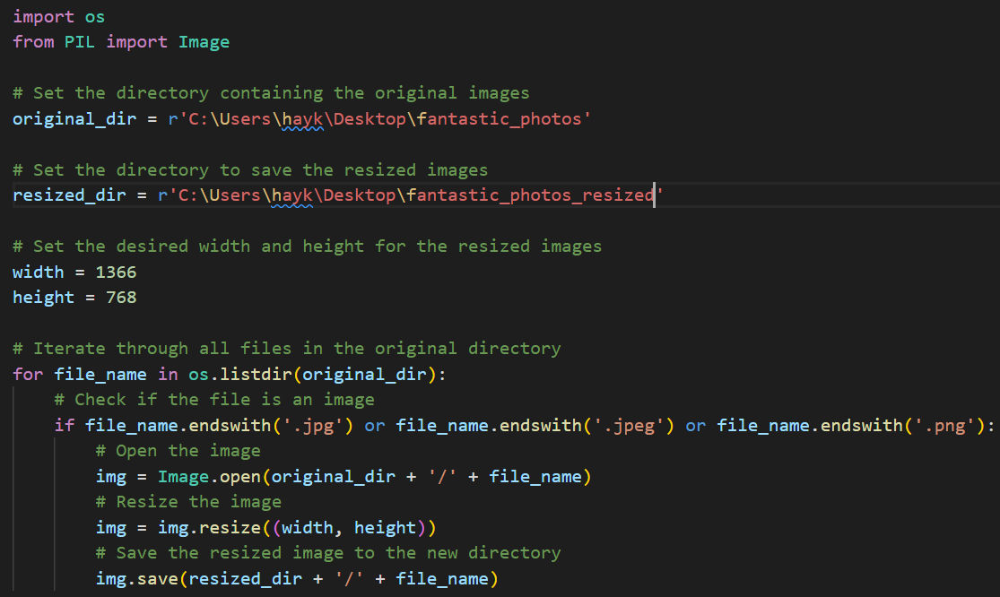 import os
from PIL import Image
# Set the directory containing the original images
original_dir = r'C:\Users\hayk\Desktop\fantastic_photos'
# Set the directory to save the resized images
resized_dir = r'C:\Users\hayk\Desktop\fantastic_photos_resized'
# Set the desired width and height for the resized images
width = 1366
height = 768
# Iterate through all files in the original directory
for file_name in os.listdir(original_dir):
    # Check if the file is an image
    if file_name.endswith('.jpg') or file_name.endswith('.jpeg') or file_name.endswith('.png'):
        # Open the image
        img = Image.open(original_dir + '/' + file_name)
        # Resize the image
        img = img.resize((width, height))
        # Save the resized image to the new directory
        img.save(resized_dir + '/' + file_name)